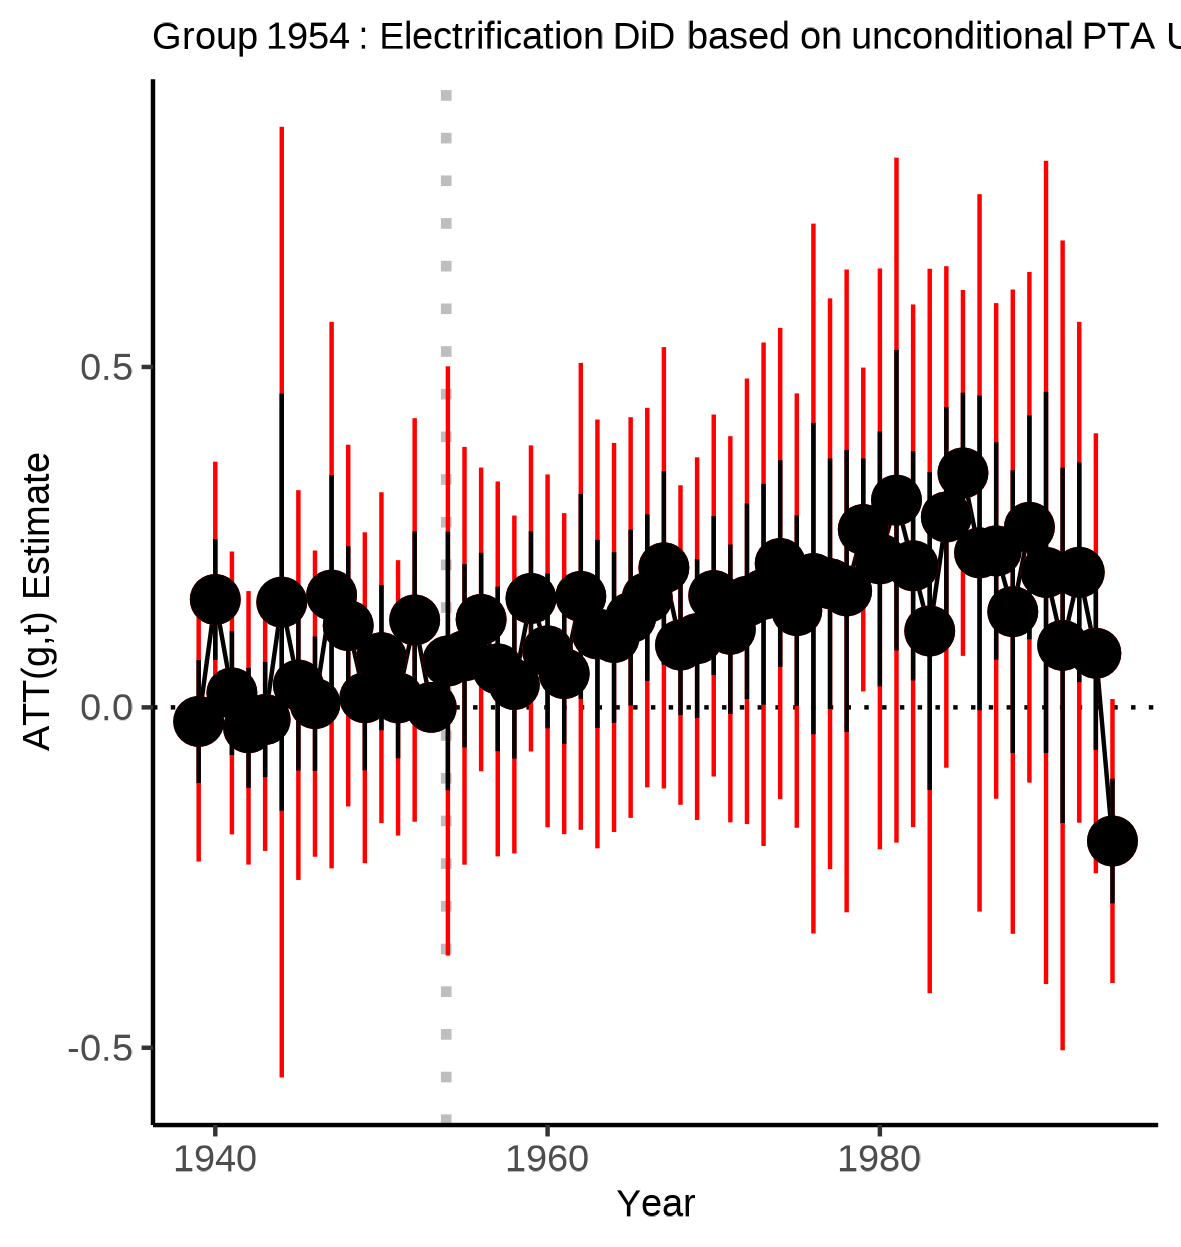 Group 1954 : Electrification DiD based on unconditional PTA
ATT(g,t) Estimate
0.5
0.0
-0.5
1940
1960
1980
Year